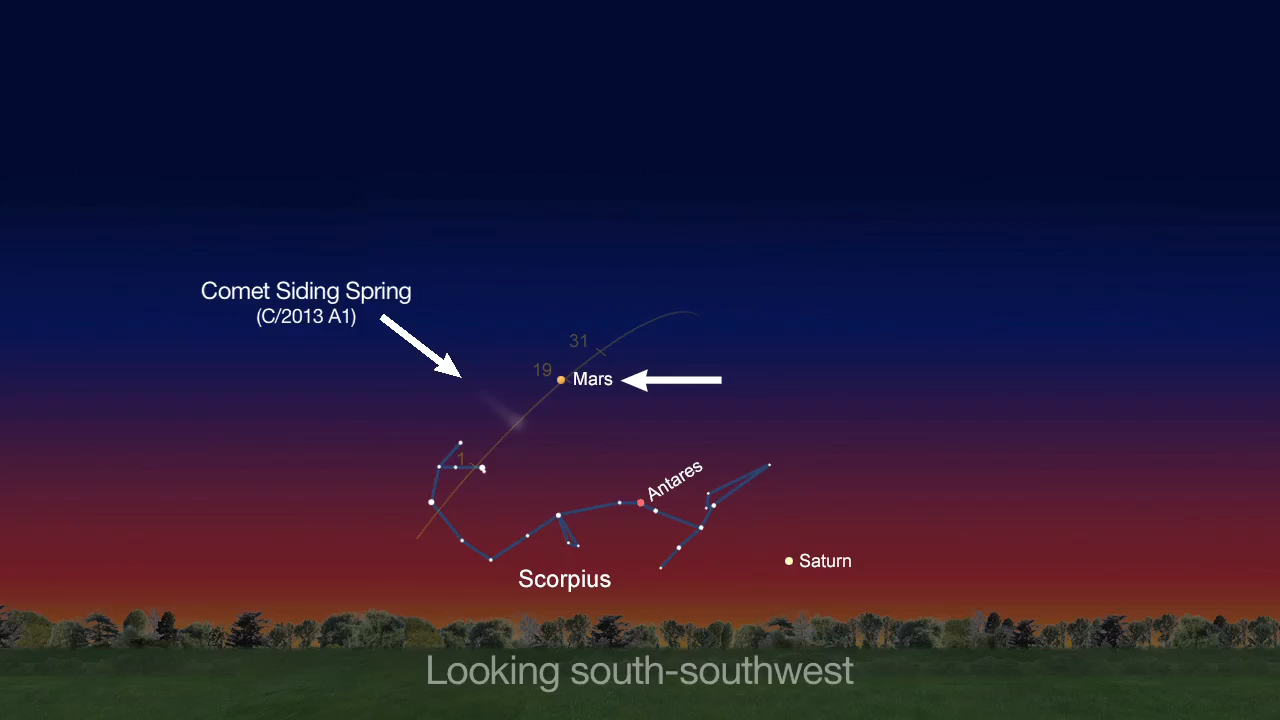 Comet Siding Spring
(C/2013 A1)
31
19
Mars
1
Antares
Saturn
Scorpius
Looking south-southwest